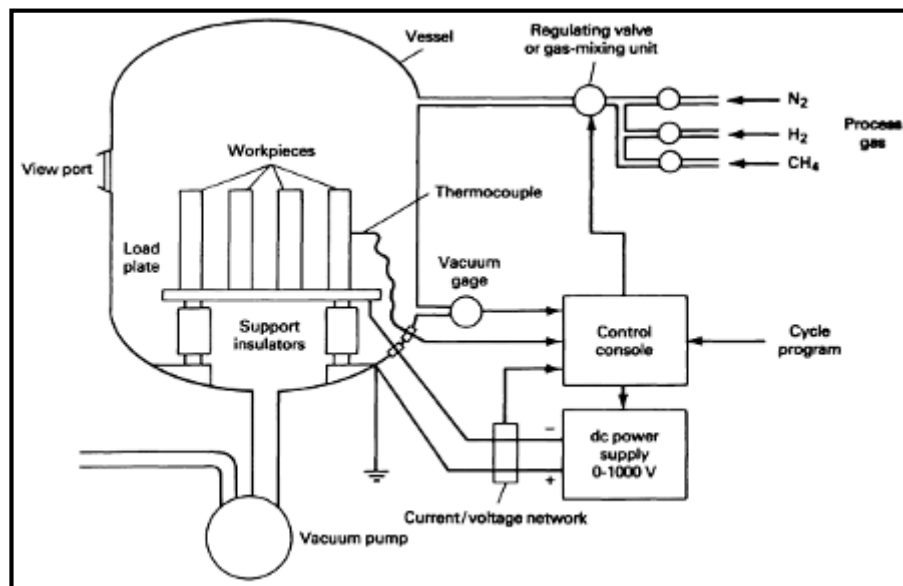 Vessel
Regulating valve
or gas-mixing unit
N₂
H₂
CH₄
Process
gas
View port
Workpieces
Thermocouple
Load
plate
Vacuum
gage
Support
insulators
Control
console
Cycle
program
−
dc power
supply
0-1000 V
+
Current/voltage network
Vacuum pump